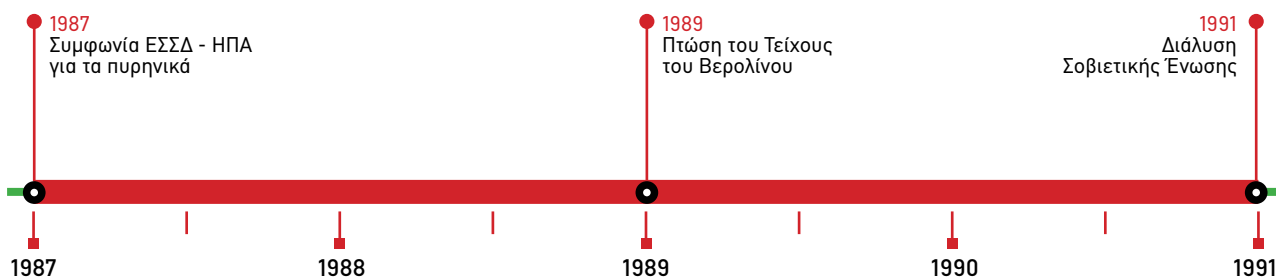 1987
Συμφωνία ΕΣΣΔ - ΗΠΑ
για τα πυρηνικά
1989
Πτώση του Τείχους
του Βερολίνου
1991
Διάλυση
Σοβιετικής Ένωσης
1987
1988
1989
1990
1991